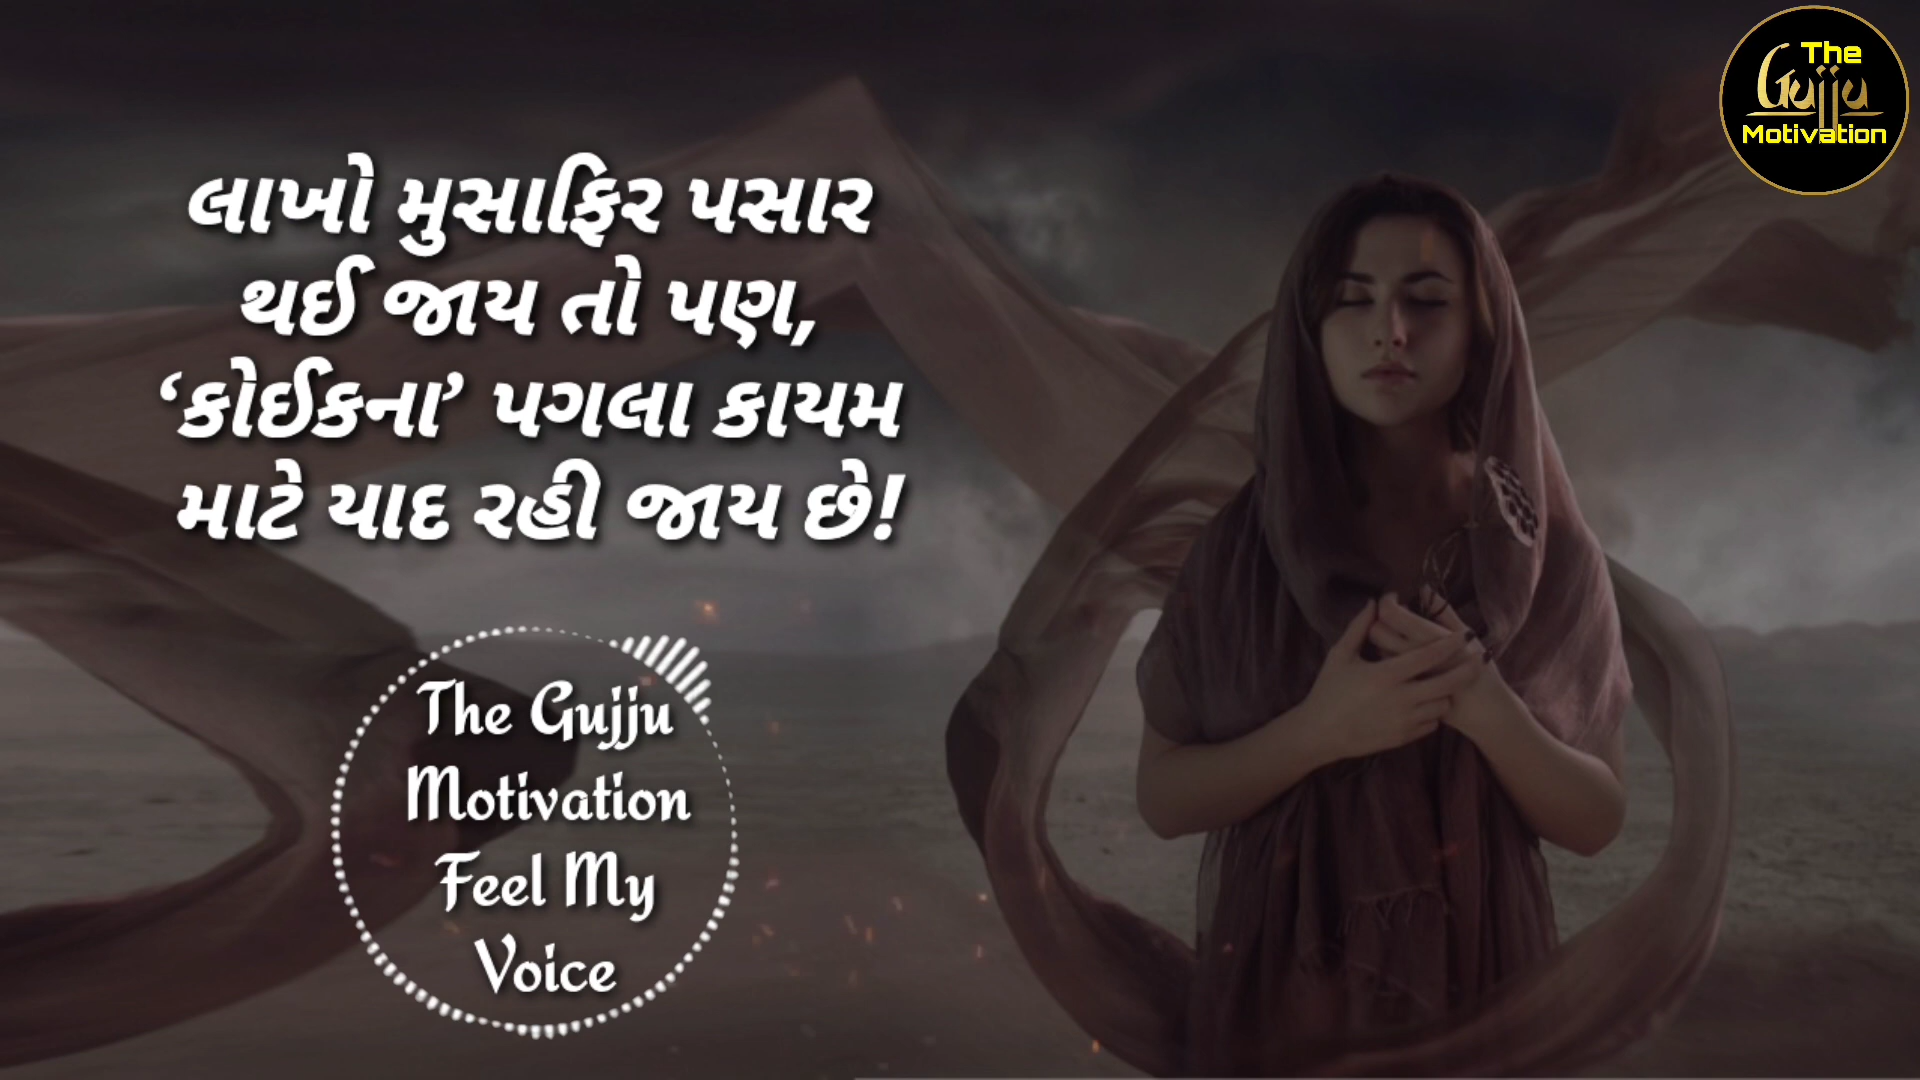 લાખો મુસાફિર પસાર
થઈ જાય તો પણ,
‘કોઈકના’ પગલા કાયમ
માટે યાદ રહી જાય છે!
The Gujju
Motivation
Feel My
Voice
The
Gujju
Motivation